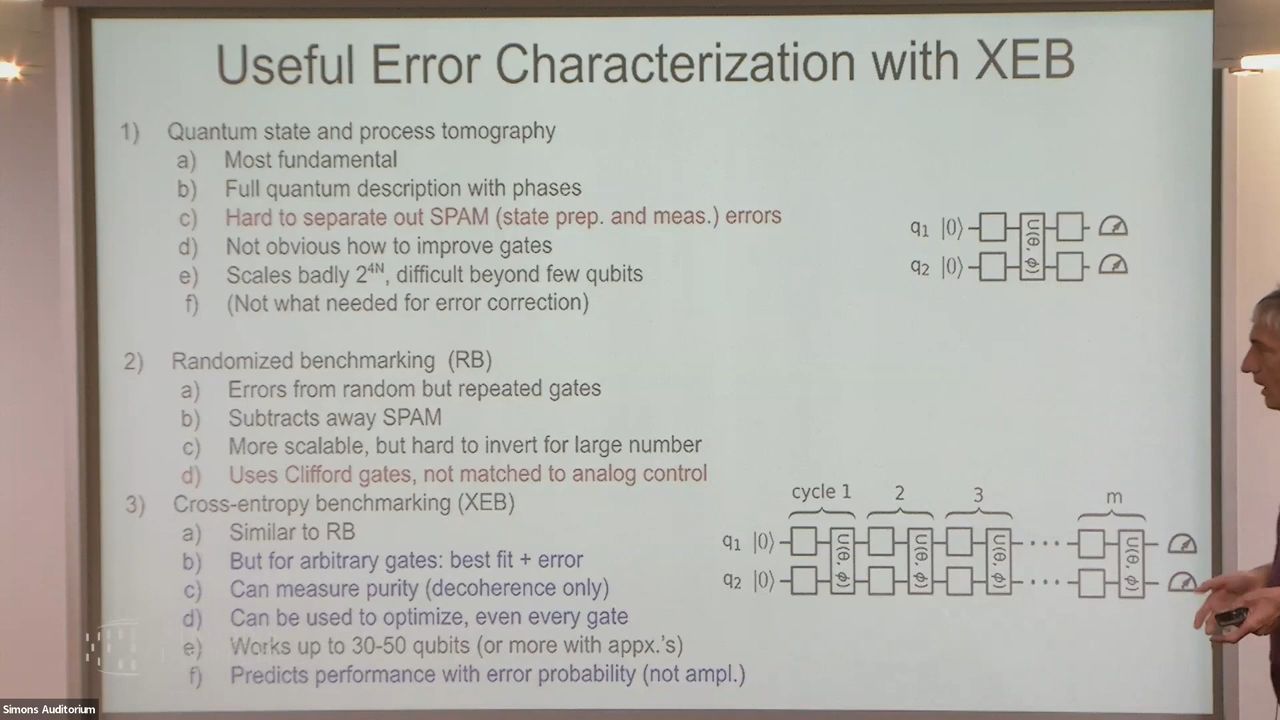 Useful Error Characterization with XEB
1) Quantum state and process tomography
a) Most fundamental
b) Full quantum description with phases
c) Hard to separate out SPAM (state prep. and meas.) errors
d) Not obvious how to improve gates
e) Scales badly 2⁴ᴺ, difficult beyond few qubits
f) (Not what needed for error correction)
q₁ |0⟩
q₂ |0⟩
U(θ, ϕ)
2) Randomized benchmarking (RB)
a) Errors from random but repeated gates
b) Subtracts away SPAM
c) More scalable, but hard to invert for large number
d) Uses Clifford gates, not matched to analog control
3) Cross-entropy benchmarking (XEB)
a) Similar to RB
b) But for arbitrary gates: best fit + error
c) Can measure purity (decoherence only)
d) Can be used to optimize, even every gate
e) Works up to 30-50 qubits (or more with appx.'s)
f) Predicts performance with error probability (not ampl.)
cycle 1 2 3 m
q₁ |0⟩ ...
q₂ |0⟩ ...
U(θ, ϕ) U(θ, ϕ) U(θ, ϕ) U(θ, ϕ)
Simons Auditorium